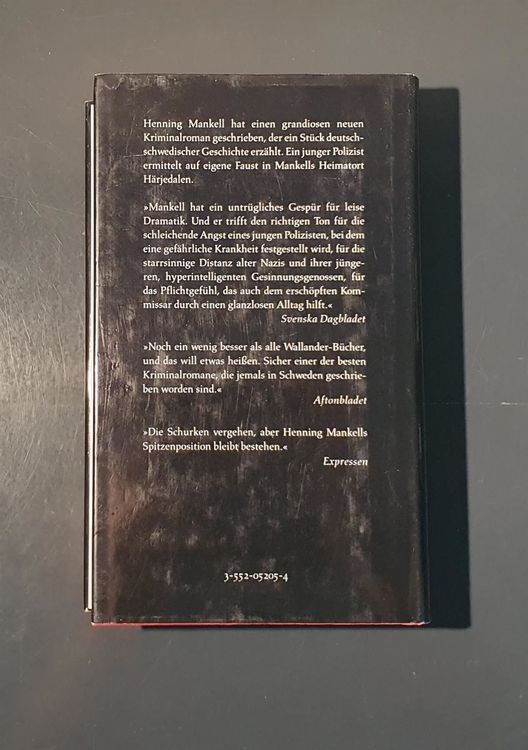 Henning Mankell hat einen grandiosen neuen
Kriminalroman geschrieben, der ein Stück deutsch-
schwedischer Geschichte erzählt. Ein junger Polizist
ermittelt auf eigene Faust in Mankells Heimatort
Härjedalen.
»Mankell hat ein untrügliches Gespür für leise
Dramatik. Und er trifft den richtigen Ton für die
schleichende Angst eines jungen Polizisten, bei dem
eine gefährliche Krankheit festgestellt wird, für die
starrsinnige Distanz alter Nazis und ihrer jünge-
ren, hyperintelligenten Gesinnungsgenossen, für
das Pflichtgefühl, das auch dem erschöpften Kom-
missar durch einen glanzlosen Alltag hilft.«
Svenska Dagbladet
»Noch ein wenig besser als alle Wallander-Bücher,
und das will etwas heißen. Sicher einer der besten
Kriminalromane, die jemals in Schweden geschrie-
ben worden sind.«
Aftonbladet
»Die Schurken vergehen, aber Henning Mankells
Spitzenposition bleibt bestehen.«
Expressen
3-552-05205-4